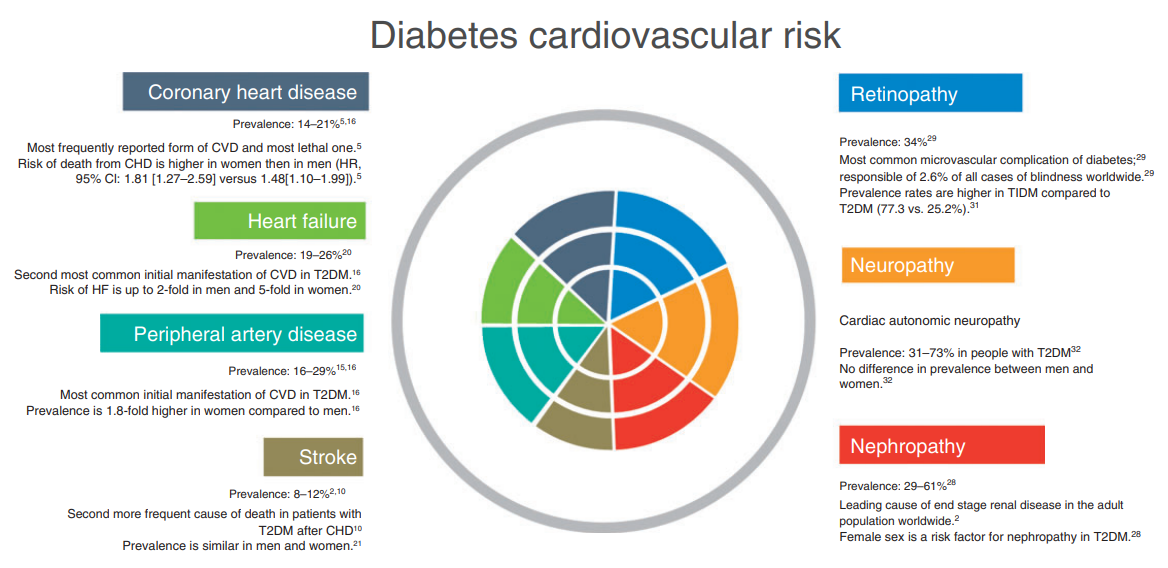 Diabetes cardiovascular risk
Coronary heart disease
Prevalence: 14–21%5,16
Most frequently reported form of CVD and most lethal one.5
Risk of death from CHD is higher in women then in men (HR,
95% CI: 1.81 [1.27–2.59] versus 1.48[1.10–1.99]).5
Heart failure
Prevalence: 19–26%20
Second most common initial manifestation of CVD in T2DM.16
Risk of HF is up to 2-fold in men and 5-fold in women.20
Peripheral artery disease
Prevalence: 16–29%15,16
Most common initial manifestation of CVD in T2DM.16
Prevalence is 1.8-fold higher in women compared to men.16
Stroke
Prevalence: 8–12%2,10
Second more frequent cause of death in patients with
T2DM after CHD10
Prevalence is similar in men and women.21
Retinopathy
Prevalence: 34%29
Most common microvascular complication of diabetes;29
responsible of 2.6% of all cases of blindness worldwide.29
Prevalence rates are higher in TIDM compared to
T2DM (77.3 vs. 25.2%).31
Neuropathy
Cardiac autonomic neuropathy
Prevalence: 31–73% in people with T2DM32
No difference in prevalence between men and
women.32
Nephropathy
Prevalence: 29–61%28
Leading cause of end stage renal disease in the adult
population worldwide.2
Female sex is a risk factor for nephropathy in T2DM.28